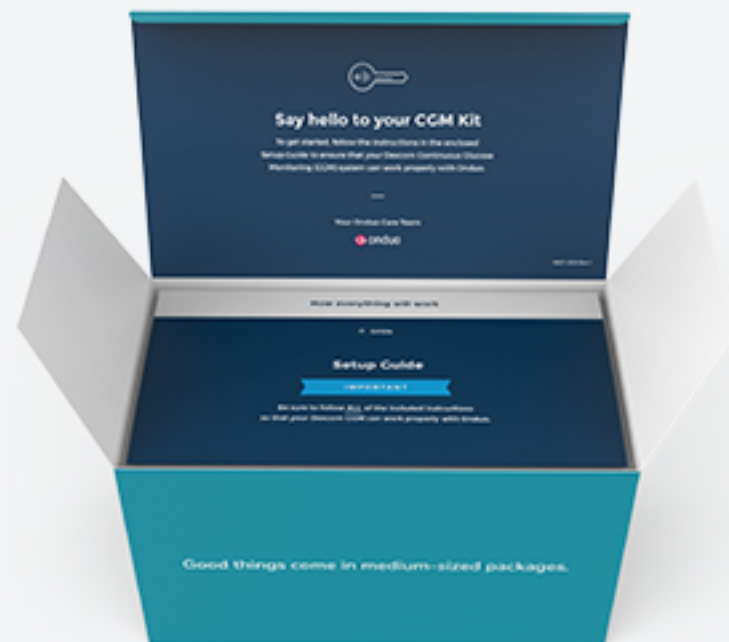 Say hello to your CGM Kit
To get started, follow the instructions in the enclosed
Setup Guide to ensure that your Dexcom Continuous Glucose
Monitoring (CGM) system can work properly with Onduo.
Your Onduo Care Team
onduo
How everything will work
OPEN
Setup Guide
IMPORTANT
Be sure to follow ALL of the included instructions
so that your Dexcom CGM can work properly with Onduo.
Good things come in medium-sized packages.